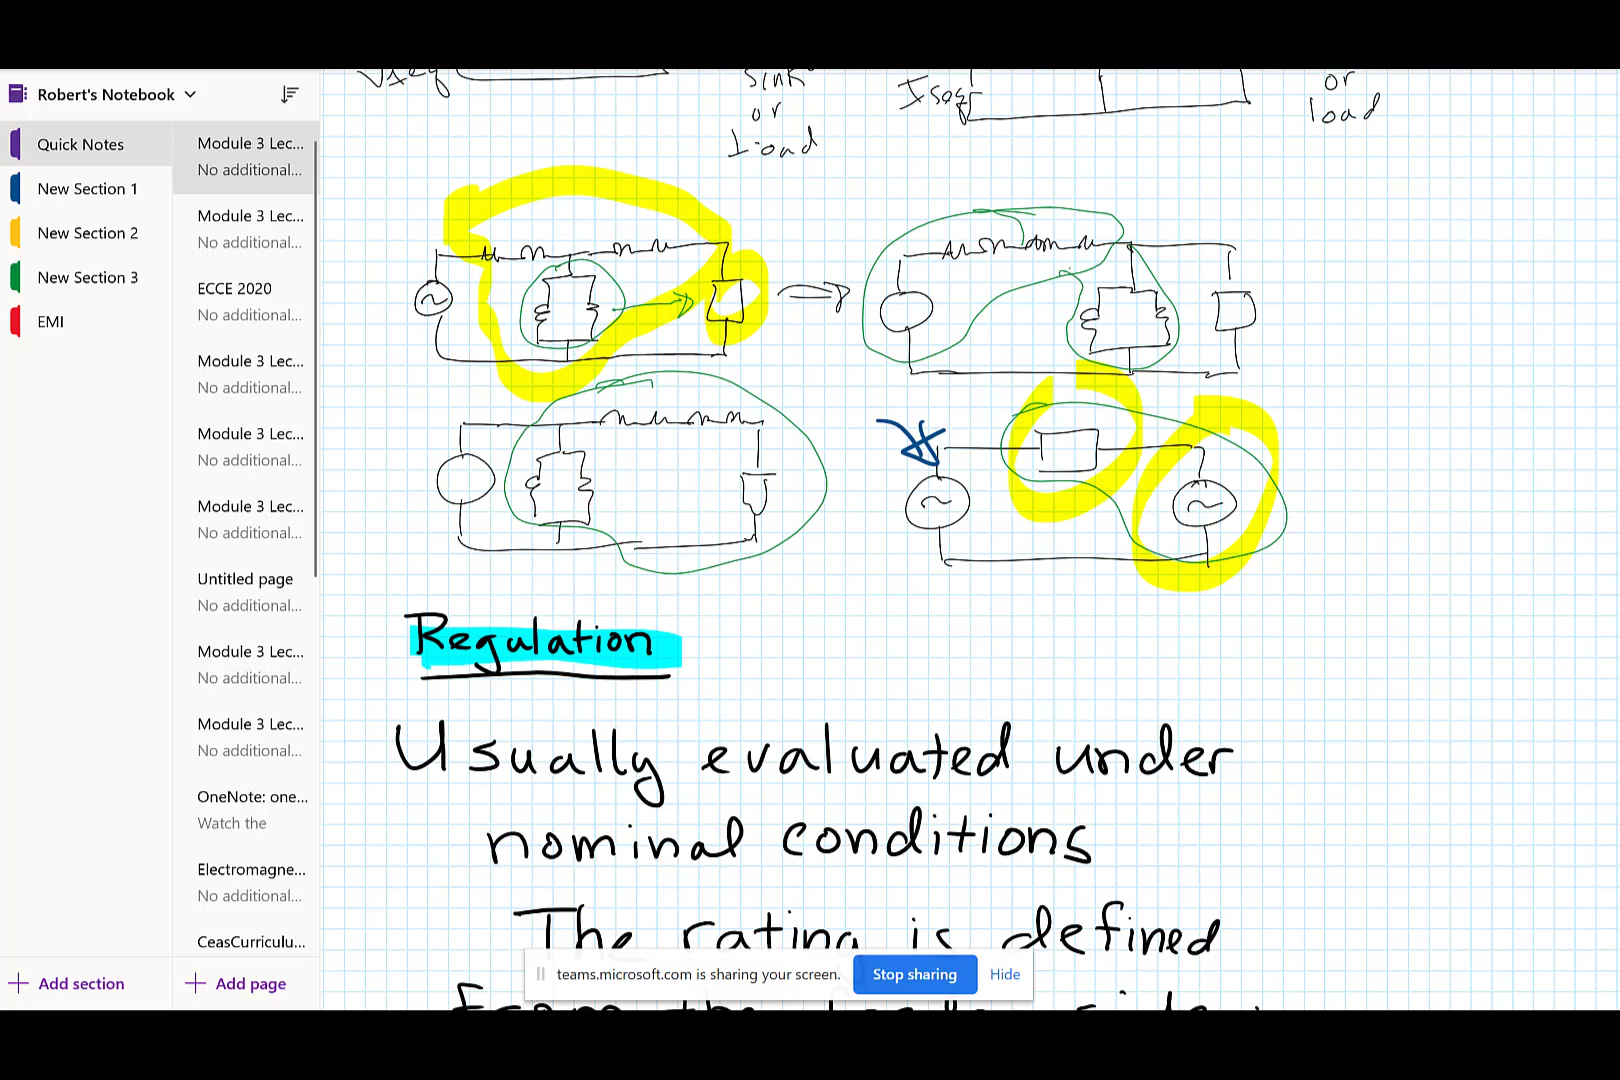 Robert's Notebook
Quick Notes
New Section 1
New Section 2
New Section 3
EMI
Add section
Module 3 Lec...
No additional...
Module 3 Lec...
No additional...
ECCE 2020
No additional...
Module 3 Lec...
No additional...
Module 3 Lec...
No additional...
Module 3 Lec...
No additional...
Untitled page
No additional...
Module 3 Lec...
No additional...
Module 3 Lec...
No additional...
OneNote: one...
Watch the
Electromagne...
No additional...
CeasCurriculu...
Add page
sink
or
Load
Iseq
or
load
Regulation
Usually evaluated under
nominal conditions
The rating is defined
teams.microsoft.com is sharing your screen.
Stop sharing
Hide